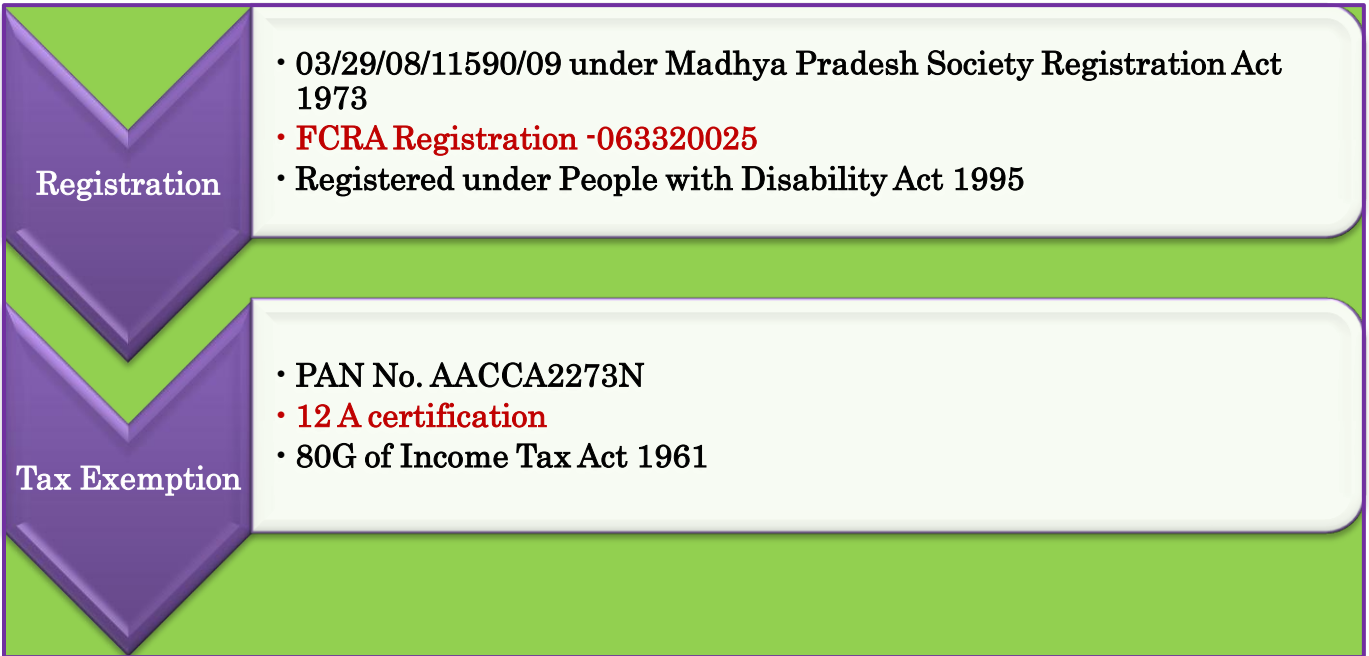 Registration
• 03/29/08/11590/09 under Madhya Pradesh Society Registration Act
1973
• FCRA Registration -063320025
• Registered under People with Disability Act 1995
Tax Exemption
• PAN No. AACCA2273N
• 12 A certification
• 80G of Income Tax Act 1961